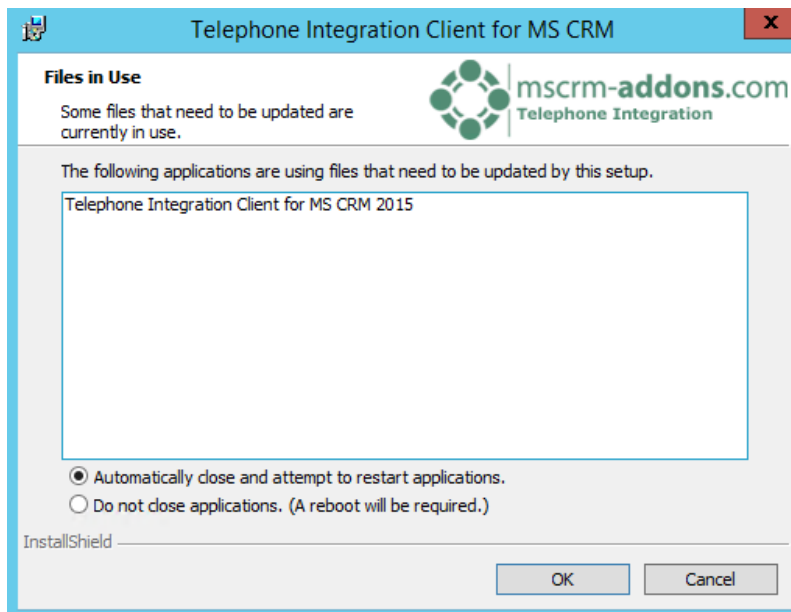 Telephone Integration Client for MS CRM
x
Files in Use
Some files that need to be updated are
currently in use.
mscrm-addons.com
Telephone Integration
The following applications are using files that need to be updated by this setup.
Telephone Integration Client for MS CRM 2015
Automatically close and attempt to restart applications.
Do not close applications. (A reboot will be required.)
InstallShield
OK
Cancel